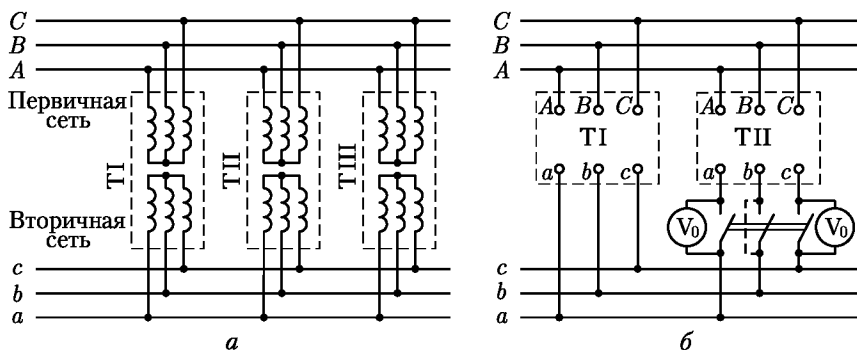 C
B
A
Первичная
сеть
TI
TII
TIII
Вторичная
сеть
c
b
a
а
C
B
A
A B C
TI
a b c
A B C
TII
a b c
V0
V0
c
b
a
б